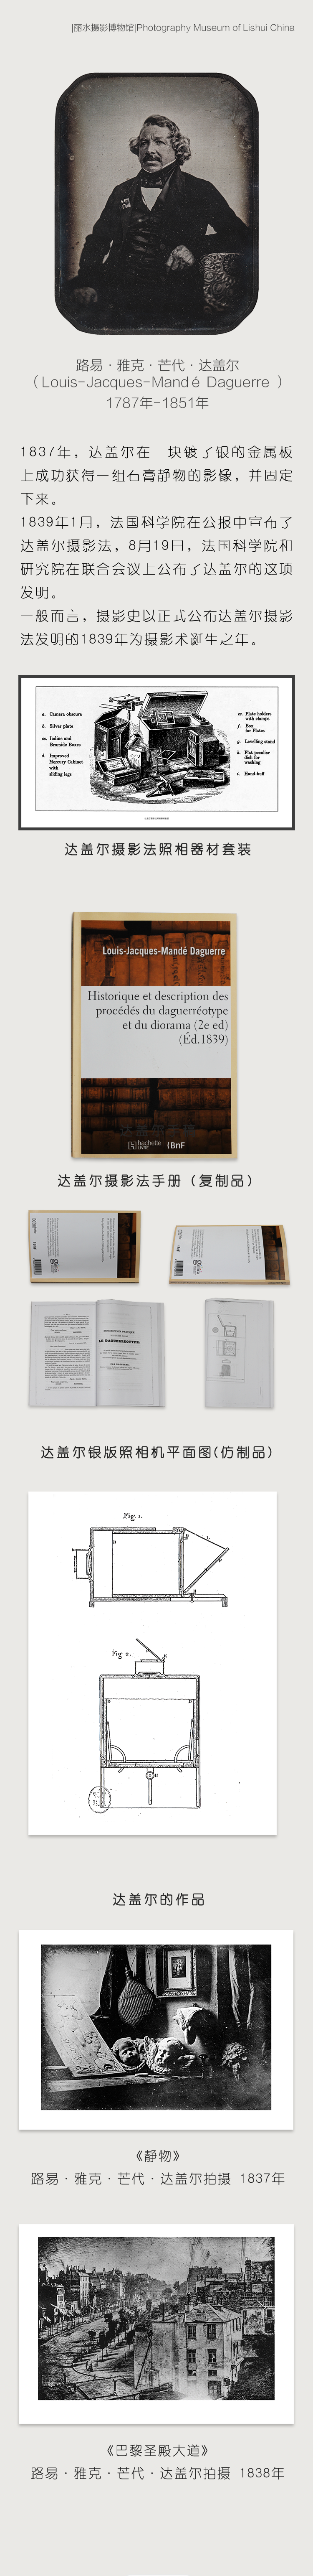 |丽水摄影博物馆|Photography Museum of Lishui China
路易·雅克·芒代·达盖尔
（Louis-Jacques-Mandé Daguerre ）
1787年-1851年
1837年，达盖尔在一块镀了银的金属板
上成功获得一组石膏静物的影像，并固定
下来。
1839年1月，法国科学院在公报中宣布了
达盖尔摄影法，8月19日，法国科学院和
研究院在联合会议上公布了达盖尔的这项
发明。
一般而言，摄影史以正式公布达盖尔摄影
法发明的1839年为摄影术诞生之年。
a. Camera obscura
b. Silver plate
cc. Iodine and
Bromide Boxes
d. Improved
Mercury Cabinet
with
sliding legs
ee. Plate holders
with clamps
f. Box
for Plates
g. Levelling stand
h. Flat peculiar
dish for
washing
i. Hand-buff
达盖尔摄影法照相器材套装
Louis-Jacques-Mandé Daguerre
Historique et description des
procédés du daguerréotype
et du diorama (2e ed)
(Éd.1839)
hachette
LIVRE
{BnF
达盖尔摄影法手册（复制品）
LE DAGUERRÉOTYPE,
达盖尔银版照相机平面图(仿制品)
Fig. 1.
Fig. 2.
达盖尔的作品
《静物》
路易·雅克·芒代·达盖尔拍摄 1837年
《巴黎圣殿大道》
路易·雅克·芒代·达盖尔拍摄 1838年